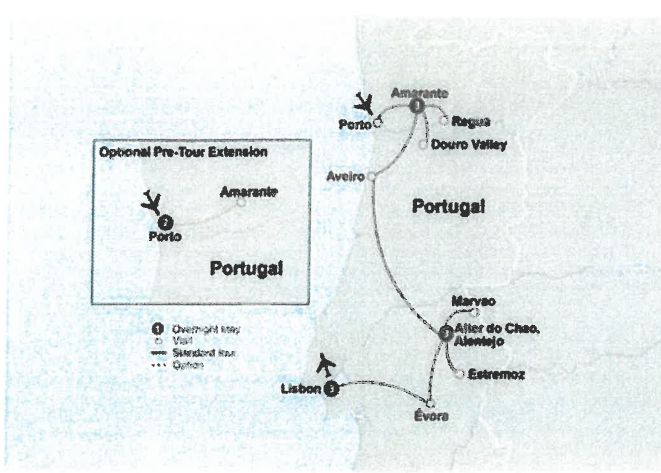 Amarante
Porto
Regua
Douro Valley
Aveiro
Portugal
Optional Pre-Tour Extension
Amarante
2
Porto
Portugal
1 Overnight stay
Visit
Standard tour
Option
Marvao
Alter do Chao,
Alentejo
Estremoz
Lisbon 3
Évora